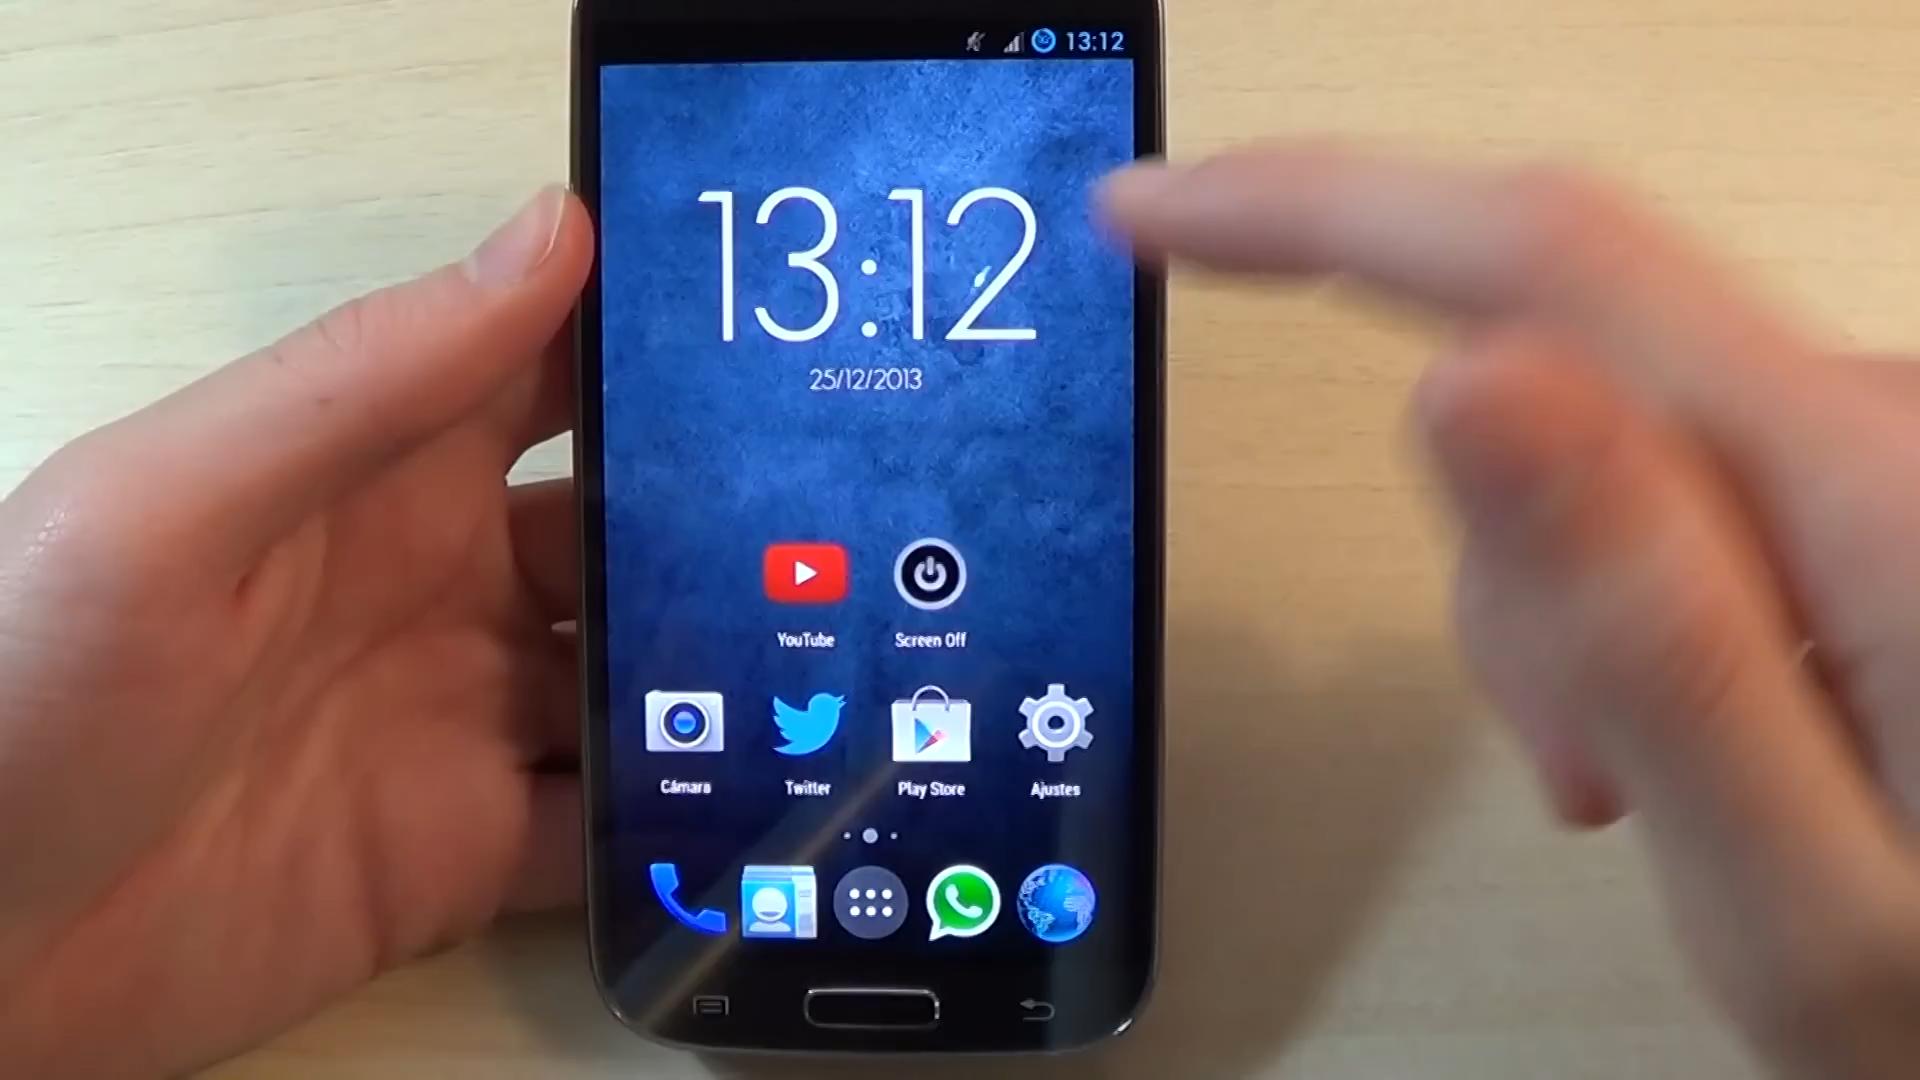 13:12
13:12
25/12/2013
YouTube Screen Off
Cámara Twitter Play Store Ajustes